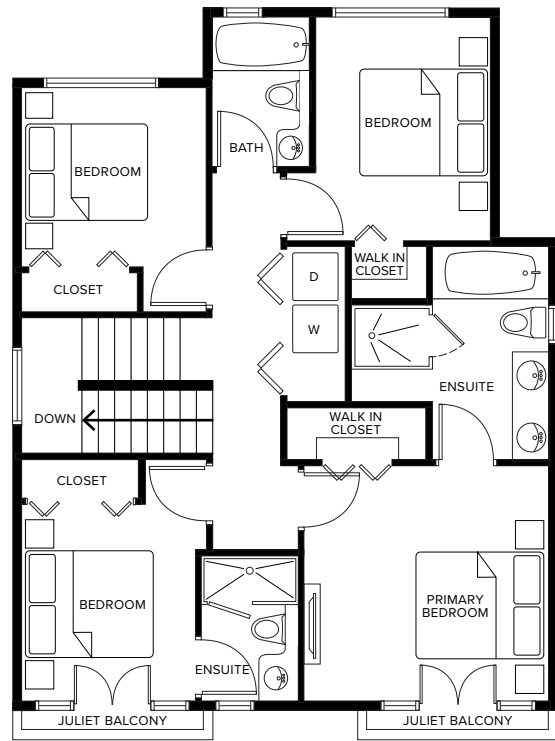 BATH
BEDROOM
BEDROOM
WALK IN
CLOSET
D
CLOSET
W
ENSUITE
DOWN
WALK IN
CLOSET
CLOSET
BEDROOM
PRIMARY
BEDROOM
ENSUITE
JULIET BALCONY
JULIET BALCONY